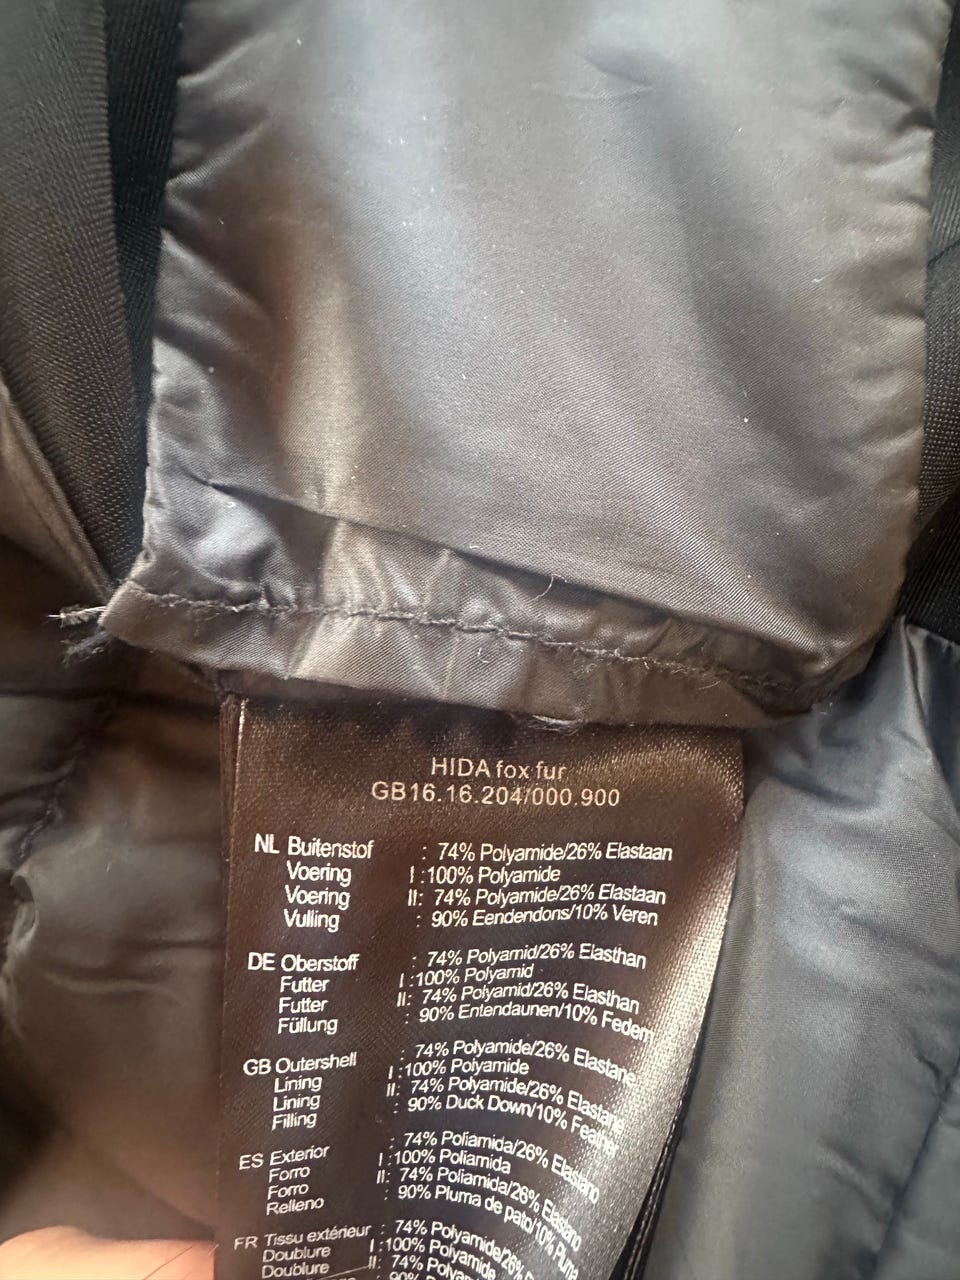 HIDA fox fur
GB16.16.204/000.900
NL Buitenstof : 74% Polyamide/26% Elastaan
Voering I :100% Polyamide
Voering II: 74% Polyamide/26% Elastaan
Vulling : 90% Eendendons/10% Veren
DE Oberstoff : 74% Polyamid/26% Elasthan
Futter I :100% Polyamid
Futter II: 74% Polyamid/26% Elasthan
Füllung : 90% Entendaunen/10% Federn
GB Outershell : 74% Polyamide/26% Elastane
Lining I :100% Polyamide
Lining II: 74% Polyamide/26% Elastane
Filling : 90% Duck Down/10% Feather
ES Exterior : 74% Poliamida/26% Elastano
Forro I :100% Poliamida
Forro II: 74% Poliamida/26% Elastano
Relleno : 90% Pluma de pato/10% Pluma
FR Tissu extérieur : 74% Polyamide/26%
Doublure I :100% Polyamide
Doublure II: 74%
90%